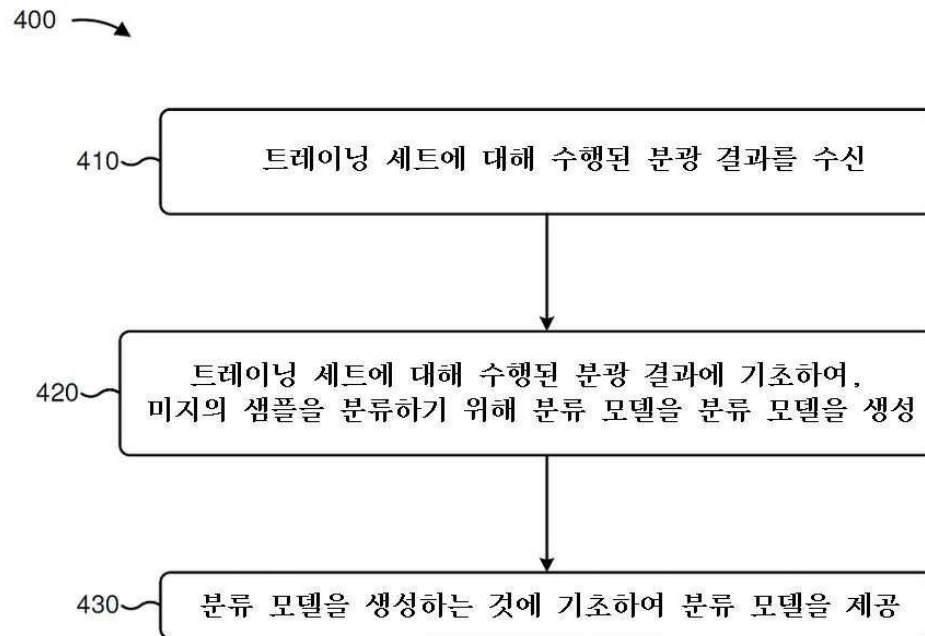 400
410
트레이닝 세트에 대해 수행된 분광 결과를 수신
420
트레이닝 세트에 대해 수행된 분광 결과에 기초하여,
미지의 샘플을 분류하기 위해 분류 모델을 분류 모델을 생성
430
분류 모델을 생성하는 것에 기초하여 분류 모델을 제공